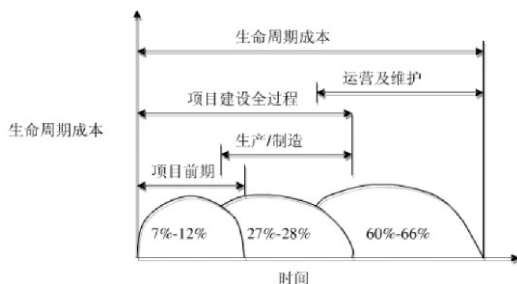 生命周期成本
运营及维护
项目建设全过程
生命周期成本
生产/制造
项目前期
7%-12%
27%-28%
60%-66%
时间